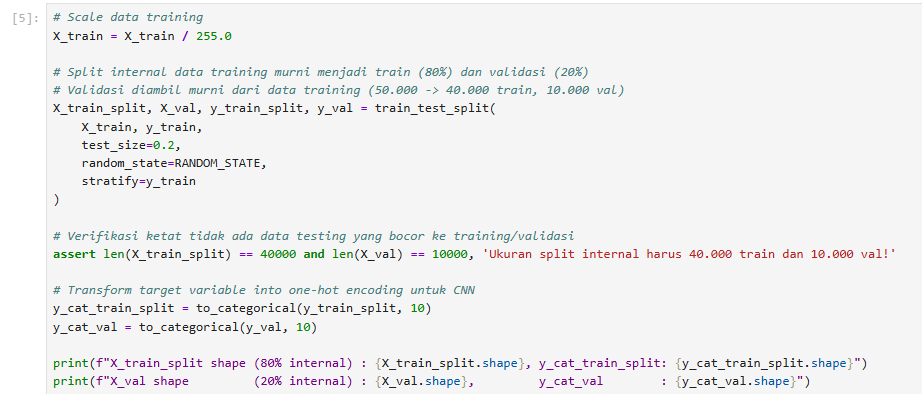 [5]:
# Scale data training
X_train = X_train / 255.0

# Split internal data training murni menjadi train (80%) dan validasi (20%)
# Validasi diambil murni dari data training (50.000 -> 40.000 train, 10.000 val)
X_train_split, X_val, y_train_split, y_val = train_test_split(
    X_train, y_train,
    test_size=0.2,
    random_state=RANDOM_STATE,
    stratify=y_train
)

# Verifikasi ketat tidak ada data testing yang bocor ke training/validasi
assert len(X_train_split) == 40000 and len(X_val) == 10000, 'Ukuran split internal harus 40.000 train dan 10.000 val!'

# Transform target variable into one-hot encoding untuk CNN
y_cat_train_split = to_categorical(y_train_split, 10)
y_cat_val = to_categorical(y_val, 10)

print(f"X_train_split shape (80% internal) : {X_train_split.shape}, y_cat_train_split: {y_cat_train_split.shape}")
print(f"X_val shape         (20% internal) : {X_val.shape},         y_cat_val        : {y_cat_val.shape}")